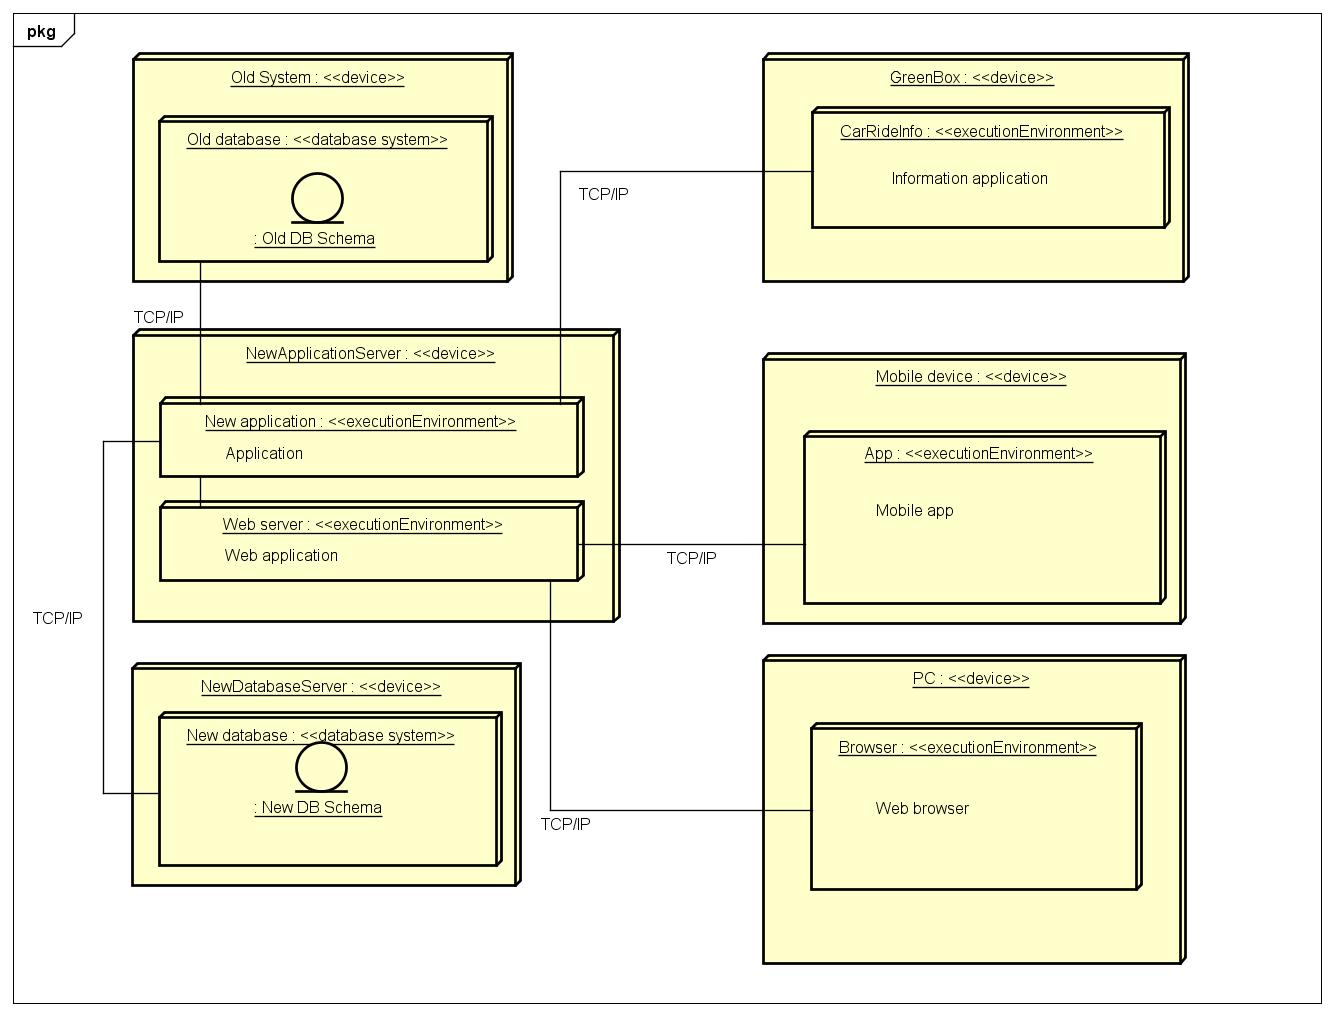 pkg
Old System : <<device>>
Old database : <<database system>>
: Old DB Schema
GreenBox : <<device>>
CarRideInfo : <<executionEnvironment>>
Information application
TCP/IP
TCP/IP
NewApplicationServer : <<device>>
New application : <<executionEnvironment>>
Application
Web server : <<executionEnvironment>>
Web application
Mobile device : <<device>>
App : <<executionEnvironment>>
Mobile app
TCP/IP
TCP/IP
NewDatabaseServer : <<device>>
New database : <<database system>>
: New DB Schema
PC : <<device>>
Browser : <<executionEnvironment>>
Web browser
TCP/IP